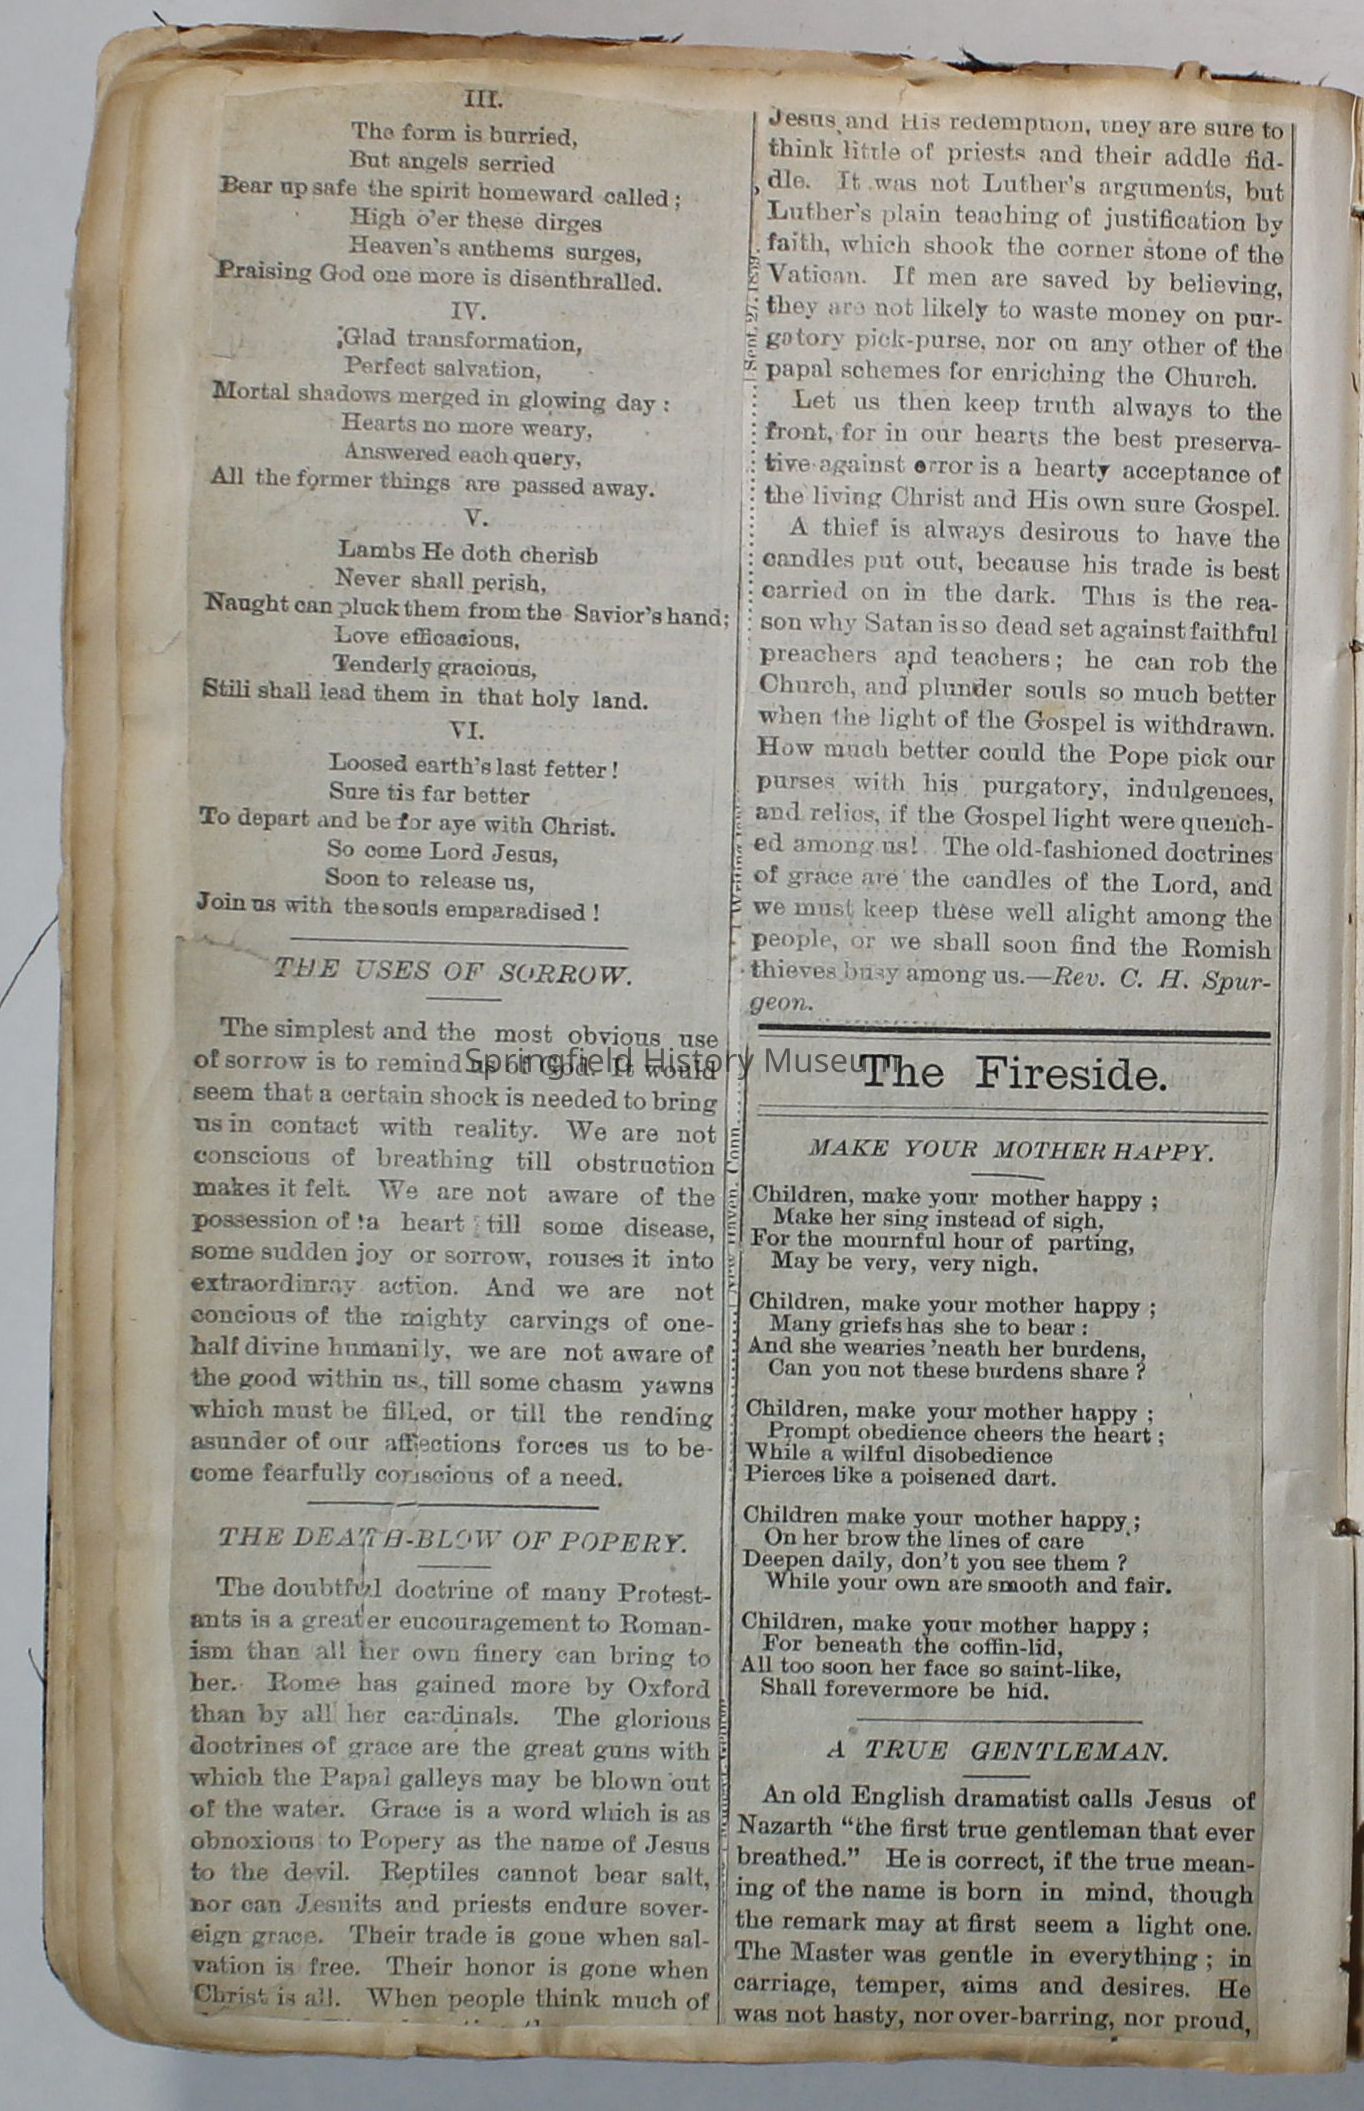 III.
The form is burried,
But angels serried
Bear up safe the spirit homeward called;
High o'er these dirges
Heaven's anthems surges,
Praising God one more is disenthralled.
IV.
Glad transformation,
Perfect salvation,
Mortal shadows merged in glowing day:
Hearts no more weary,
Answered each query,
All the former things are passed away.
V.
Lambs He doth cherish
Never shall perish,
Naught can pluck them from the Savior's hand;
Love efficacious,
Tenderly gracious,
Still shall lead them in that holy land.
VI.
Loosed earth's last fetter!
Sure tis far better
To depart and be for aye with Christ.
So come Lord Jesus,
Soon to release us,
Join us with the souls emparadised!
THE USES OF SORROW.
The simplest and the most obvious use
of sorrow is to remind us of God. It would
seem that a certain shock is needed to bring
us in contact with reality. We are not
conscious of breathing till obstruction
makes it felt. We are not aware of the
possession of a heart till some disease,
some sudden joy or sorrow, rouses it into
extraordinray action. And we are not
concious of the mighty carvings of one-
half divine humanily, we are not aware of
the good within us, till some chasm yawns
which must be filled, or till the rending
asunder of our affections forces us to be-
come fearfully conscious of a need.
THE DEATH-BLOW OF POPERY.
The doubtful doctrine of many Protest-
ants is a greater encouragement to Roman-
ism than all her own finery can bring to
her. Rome has gained more by Oxford
than by all her cardinals. The glorious
doctrines of grace are the great guns with
which the Papal galleys may be blown out
of the water. Grace is a word which is as
obnoxious to Popery as the name of Jesus
to the devil. Reptiles cannot bear salt,
nor can Jesuits and priests endure sover-
eign grace. Their trade is gone when sal-
vation is free. Their honor is gone when
Christ is all. When people think much of
Jesus and His redemption, they are sure to
think little of priests and their addle fid-
dle. It was not Luther's arguments, but
Luther's plain teaching of justification by
faith, which shook the corner stone of the
Vatican. If men are saved by believing,
they are not likely to waste money on pur-
gatory pick-purse, nor on any other of the
papal schemes for enriching the Church.
Let us then keep truth always to the
front, for in our hearts the best preserva-
tive against error is a hearty acceptance of
the living Christ and His own sure Gospel.
A thief is always desirous to have the
candles put out, because his trade is best
carried on in the dark. This is the rea-
son why Satan is so dead set against faithful
preachers and teachers; he can rob the
Church, and plunder souls so much better
when the light of the Gospel is withdrawn.
How much better could the Pope pick our
purses with his purgatory, indulgences,
and relics, if the Gospel light were quench-
ed among us! The old-fashioned doctrines
of grace are the candles of the Lord, and
we must keep these well alight among the
people, or we shall soon find the Romish
thieves busy among us.—Rev. C. H. Spur-
geon.
Springfield History Museum
The Fireside.
MAKE YOUR MOTHER HAPPY.
Children, make your mother happy;
Make her sing instead of sigh,
For the mournful hour of parting,
May be very, very nigh.
Children, make your mother happy;
Many griefs has she to bear:
And she wearies 'neath her burdens,
Can you not these burdens share?
Children, make your mother happy;
Prompt obedience cheers the heart;
While a wilful disobedience
Pierces like a poisened dart.
Children make your mother happy;
On her brow the lines of care
Deepen daily, don't you see them?
While your own are smooth and fair.
Children, make your mother happy;
For beneath the coffin-lid,
All too soon her face so saint-like,
Shall forevermore be hid.
A TRUE GENTLEMAN.
An old English dramatist calls Jesus of
Nazarth "the first true gentleman that ever
breathed." He is correct, if the true mean-
ing of the name is born in mind, though
the remark may at first seem a light one.
The Master was gentle in everything; in
carriage, temper, aims and desires. He
was not hasty, nor over-barring, nor proud,